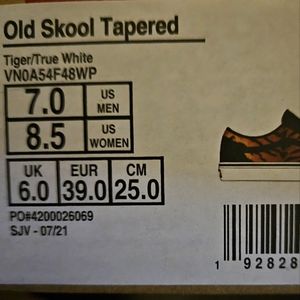 Old Skool Tapered
Tiger/True White
VN0A54F48WP
7.0 US MEN
8.5 US WOMEN
UK EUR CM
6.0 39.0 25.0
PO#4200026069
SJV - 07/21
1 92828